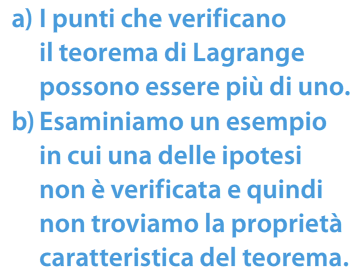 a) I punti che verificano
il teorema di Lagrange
possono essere più di uno.
b) Esaminiamo un esempio
in cui una delle ipotesi
non è verificata e quindi
non troviamo la proprietà
caratteristica del teorema.